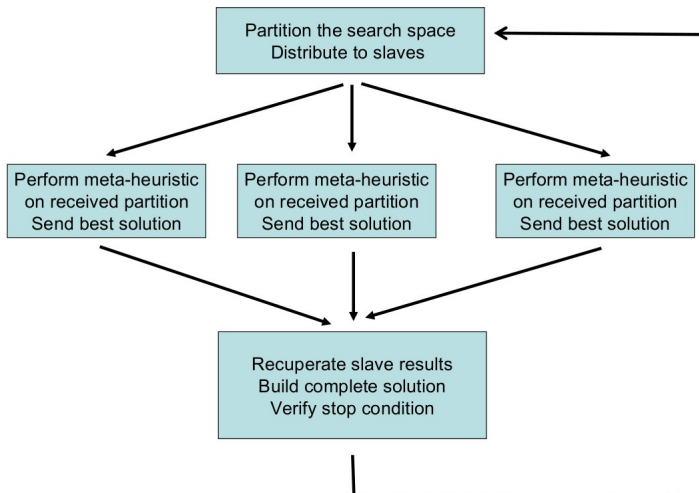 Partition the search space
Distribute to slaves
Perform meta-heuristic
on received partition
Send best solution
Perform meta-heuristic
on received partition
Send best solution
Perform meta-heuristic
on received partition
Send best solution
Recuperate slave results
Build complete solution
Verify stop condition